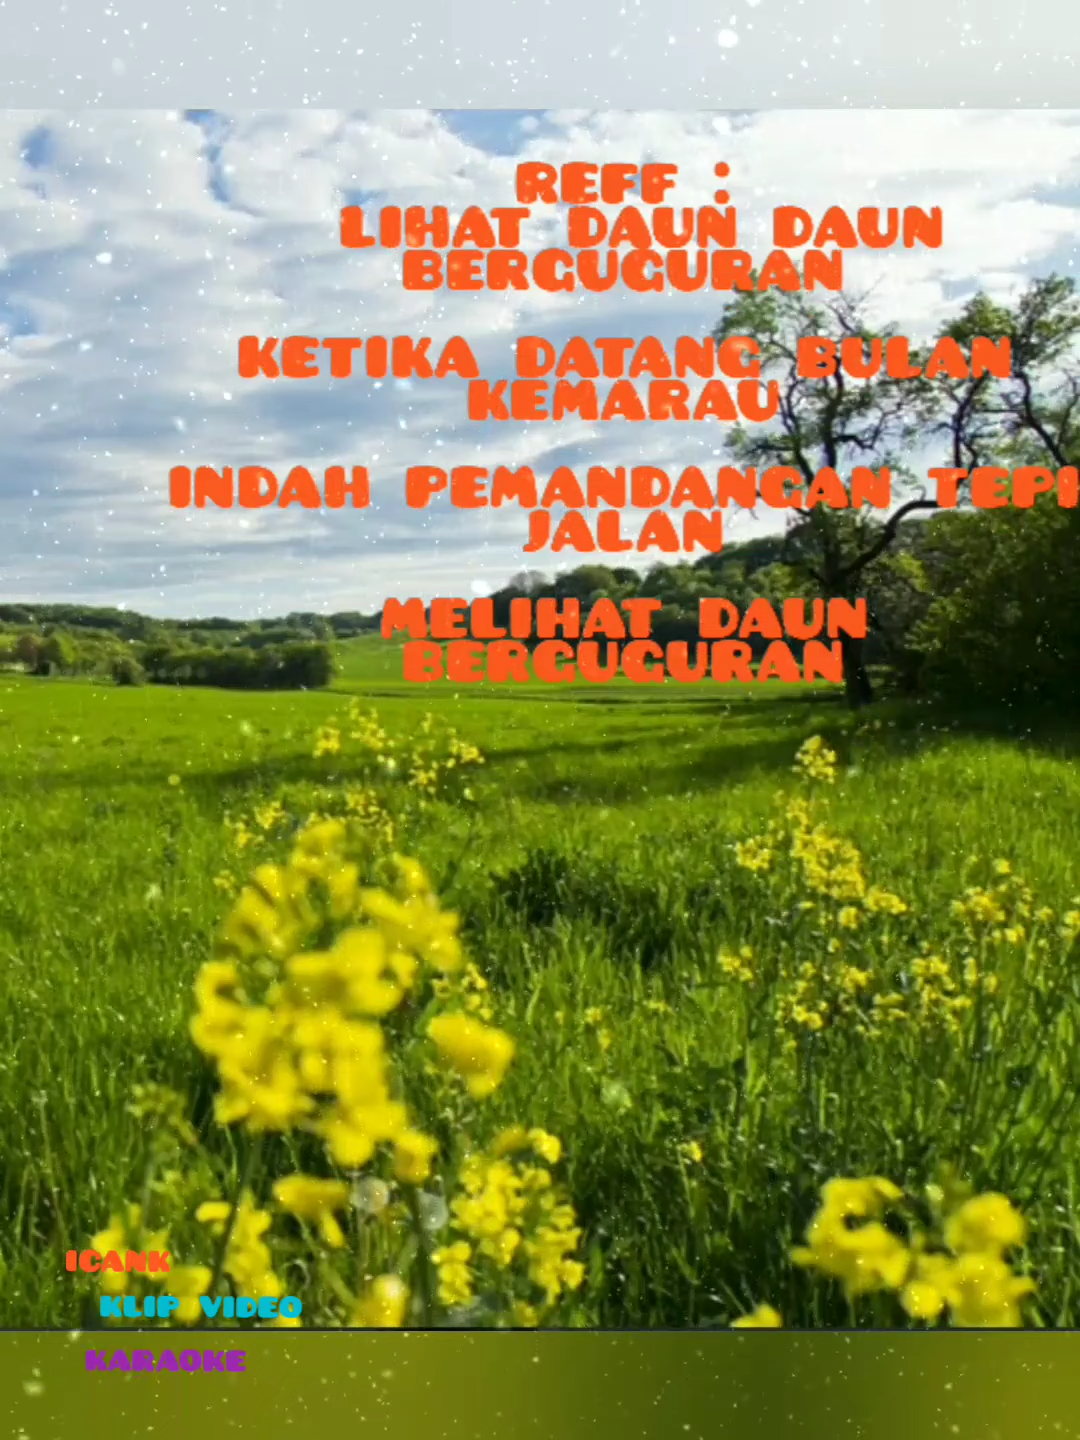 REFF :
LIHAT DAUN DAUN
BERGUGURAN
KETIKA DATANG BULAN
KEMARAU
INDAH PEMANDANGAN TEPI
JALAN
MELIHAT DAUN
BERGUGURAN
ICANK
KLIP VIDEO
KARAOKE